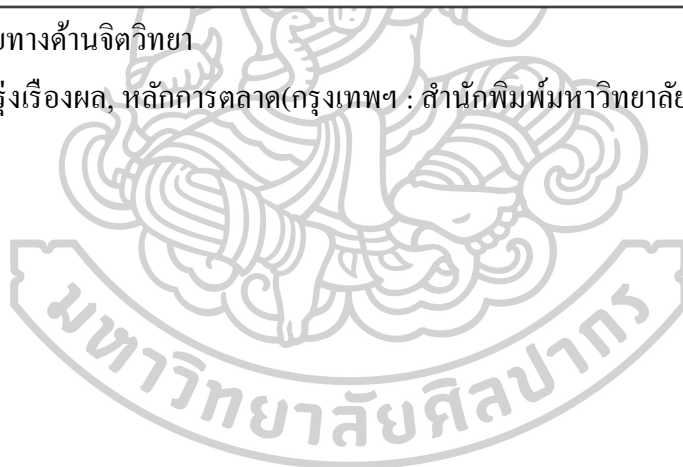 ทางด้านจิตวิทยา
รุ่งเรืองผล, หลักการตลาด(กรุงเทพฯ : สำนักพิมพ์มหาวิทยาลัย
มหาวิทยาลัยศิลปากร